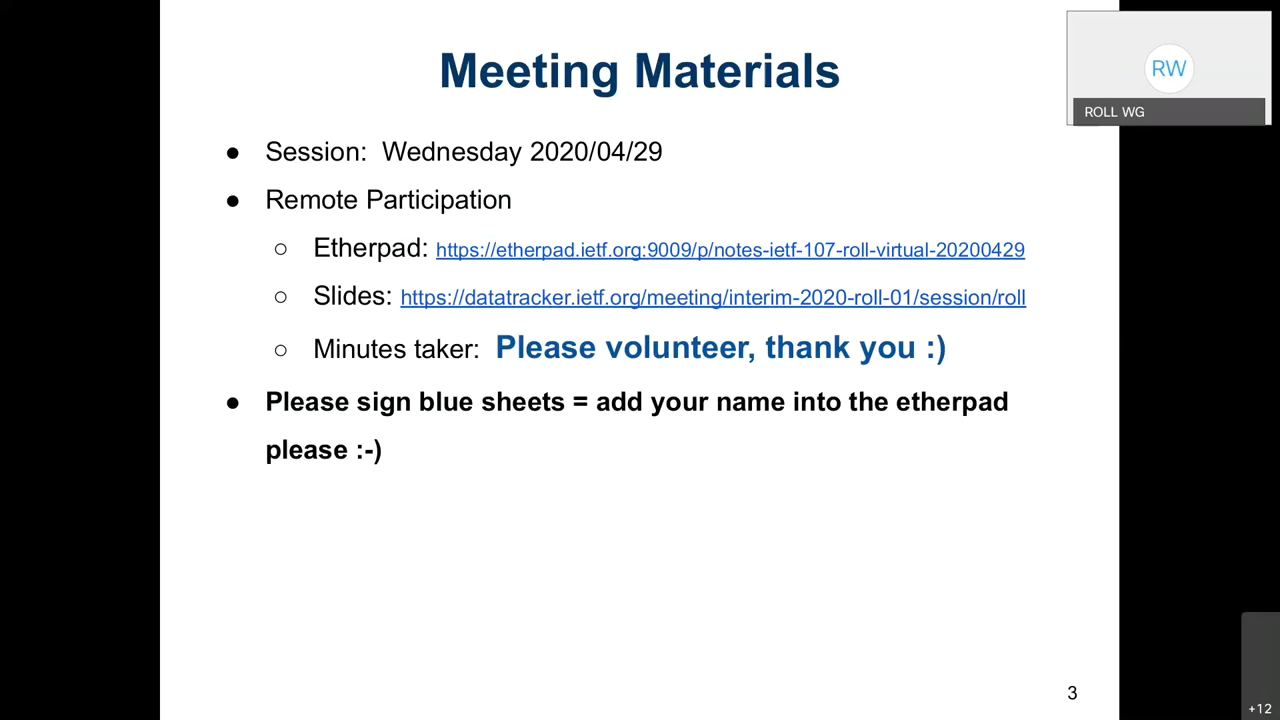 Meeting Materials
RW
ROLL WG
● Session: Wednesday 2020/04/29
● Remote Participation
○ Etherpad: https://etherpad.ietf.org:9009/p/notes-ietf-107-roll-virtual-20200429
○ Slides: https://datatracker.ietf.org/meeting/interim-2020-roll-01/session/roll
○ Minutes taker: Please volunteer, thank you :)
● Please sign blue sheets = add your name into the etherpad
please :-)
3
+12